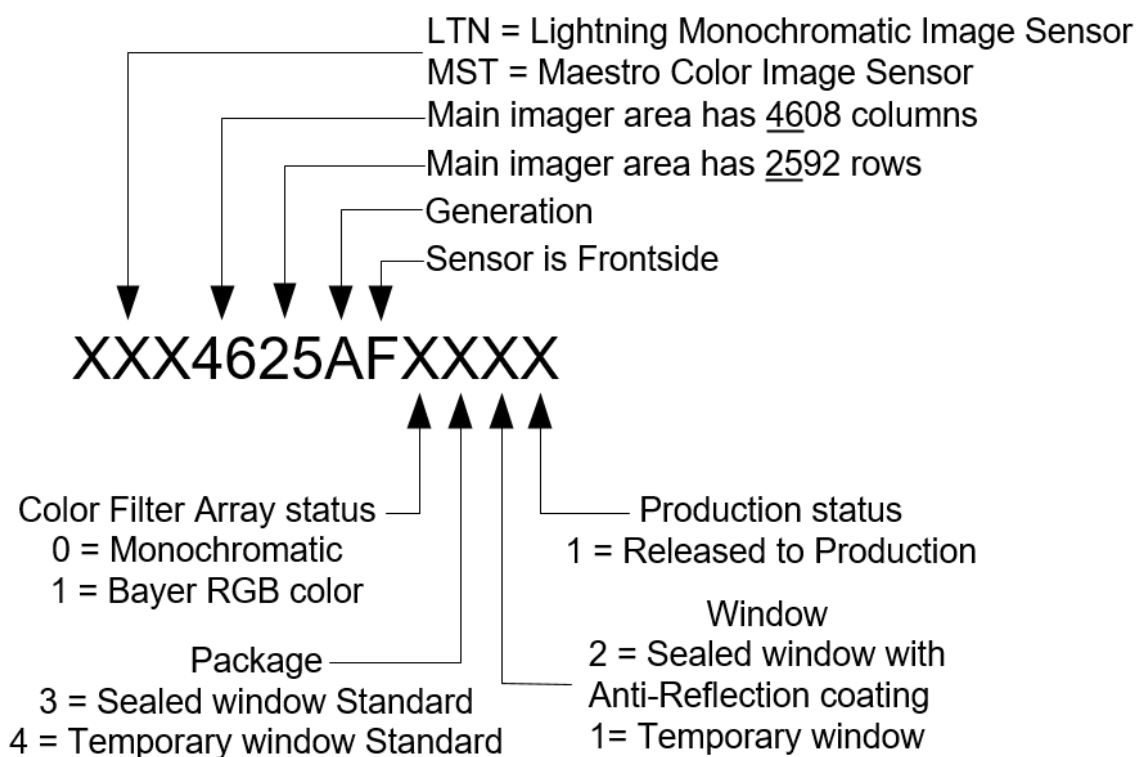 LTN = Lightning Monochromatic Image Sensor
MST = Maestro Color Image Sensor
Main imager area has 4608 columns
Main imager area has 2592 rows
Generation
Sensor is Frontside
XXX4625AFXXXX
Color Filter Array status
0 = Monochromatic
1 = Bayer RGB color
Production status
1 = Released to Production
Package
3 = Sealed window Standard
4 = Temporary window Standard
Window
2 = Sealed window with
Anti-Reflection coating
1= Temporary window